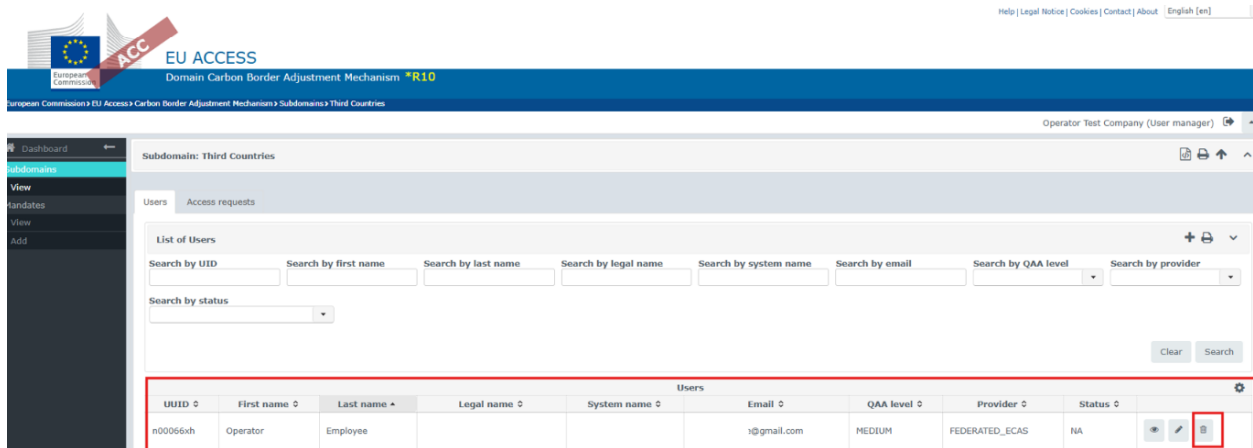 Help | Legal Notice | Cookies | Contact | About English [en]
ACC
EU ACCESS
European Commission
Domain Carbon Border Adjustment Mechanism *R10
European Commission > EU Access > Carbon Border Adjustment Mechanism > Subdomains > Third Countries
Operator Test Company (User manager)
Dashboard
Subdomain: Third Countries
Subdomains
View
Mandates
View
Add
Users Access requests
List of Users
Search by UID Search by first name Search by last name Search by legal name Search by system name Search by email Search by QAA level Search by provider
Search by status
Clear Search
Users
UUID First name Last name Legal name System name Email QAA level Provider Status
n00066xh Operator Employee @gmail.com MEDIUM FEDERATED_ECAS NA